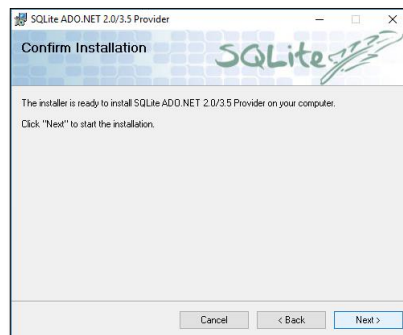 SQLite ADO.NET 2.0/3.5 Provider
Confirm Installation
SQLite
The installer is ready to install SQLite ADO.NET 2.0/3.5 Provider on your computer.
Click "Next" to start the installation.
Cancel
< Back
Next >